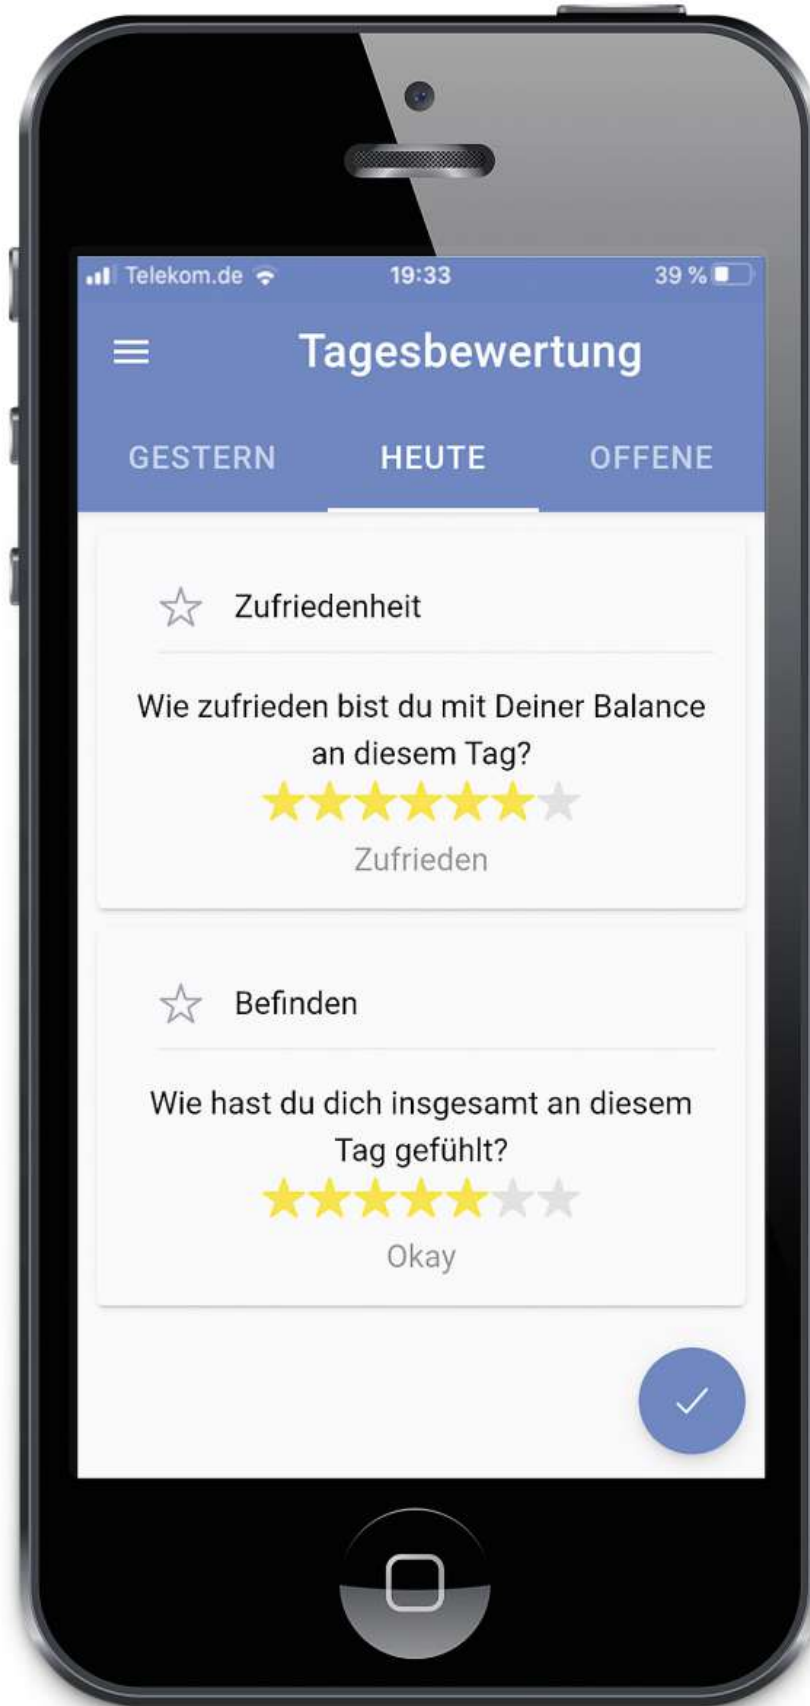 Telekom.de 19:33 39 %
Tagesbewertung
GESTERN HEUTE OFFENE
Zufriedenheit
Wie zufrieden bist du mit Deiner Balance
an diesem Tag?
Zufrieden
Befinden
Wie hast du dich insgesamt an diesem
Tag gefühlt?
Okay